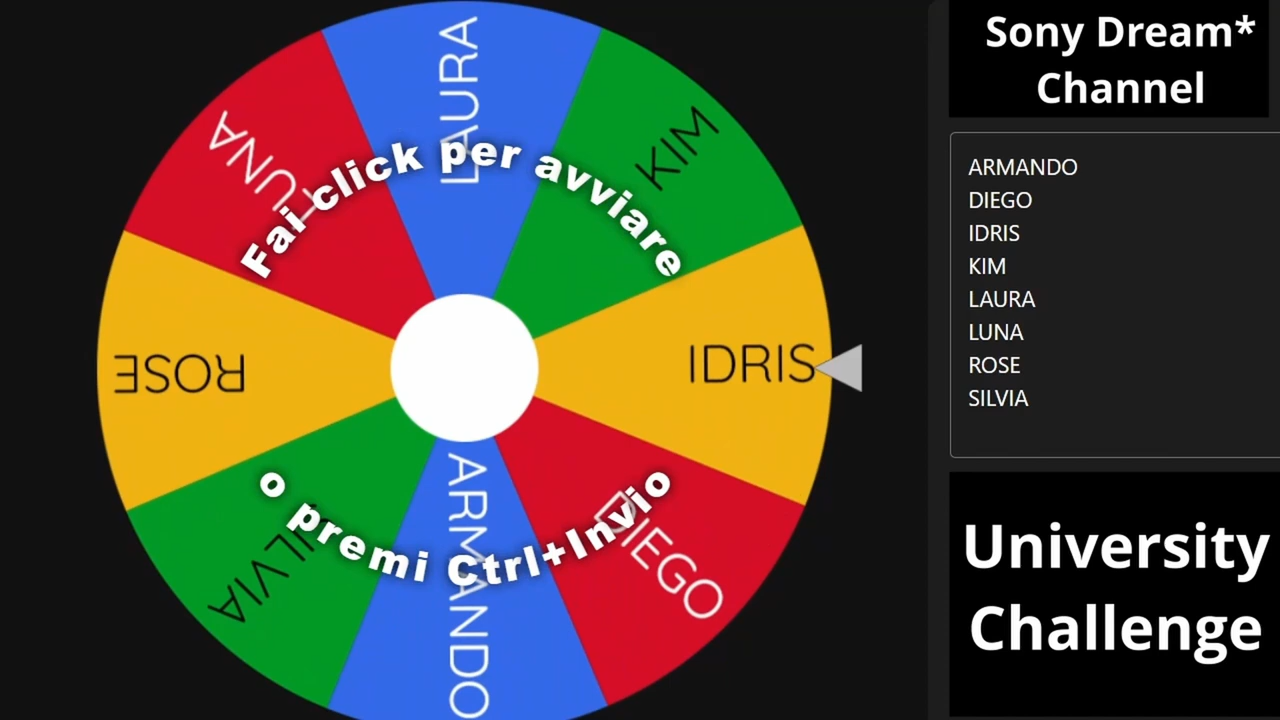 LAURA
KIM
LUNA
Fai click per avviare
IDRIS
ROSE
DIEGO
ARMANDO
SILVIA
o premi Ctrl+Invio
Sony Dream*
Channel
ARMANDO
DIEGO
IDRIS
KIM
LAURA
LUNA
ROSE
SILVIA
University
Challenge